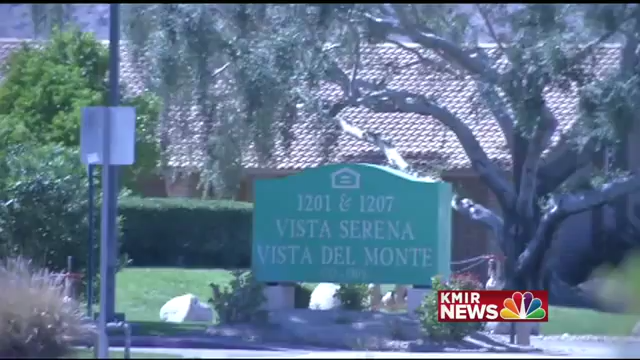 1201 & 1207
VISTA SERENA
VISTA DEL MONTE
KMIR
NEWS